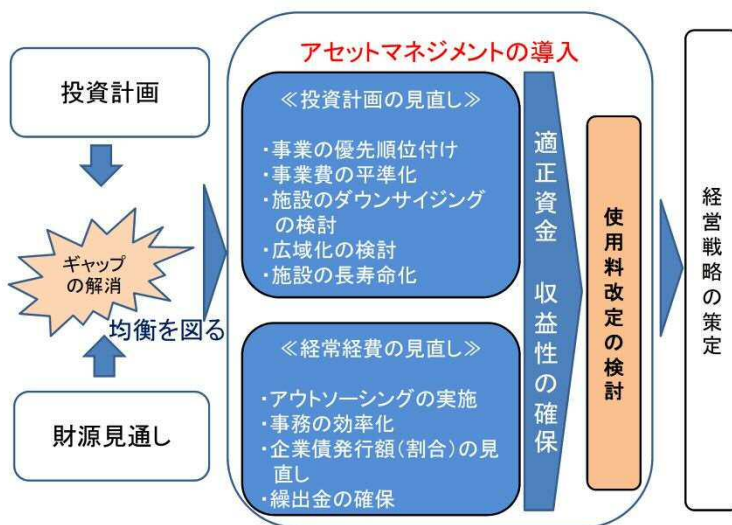 アセットマネジメントの導入
投資計画
ギャップ
の解消
均衡を図る
財源見通し
≪投資計画の見直し≫
・事業の優先順位付け
・事業費の平準化
・施設のダウンサイジング
の検討
・広域化の検討
・施設の長寿命化
≪経常経費の見直し≫
・アウトソーシングの実施
・事務の効率化
・企業債発行額(割合)の見
直し
・繰出金の確保
適正資金 収益性の確保
使用料改定の検討
経営戦略の策定